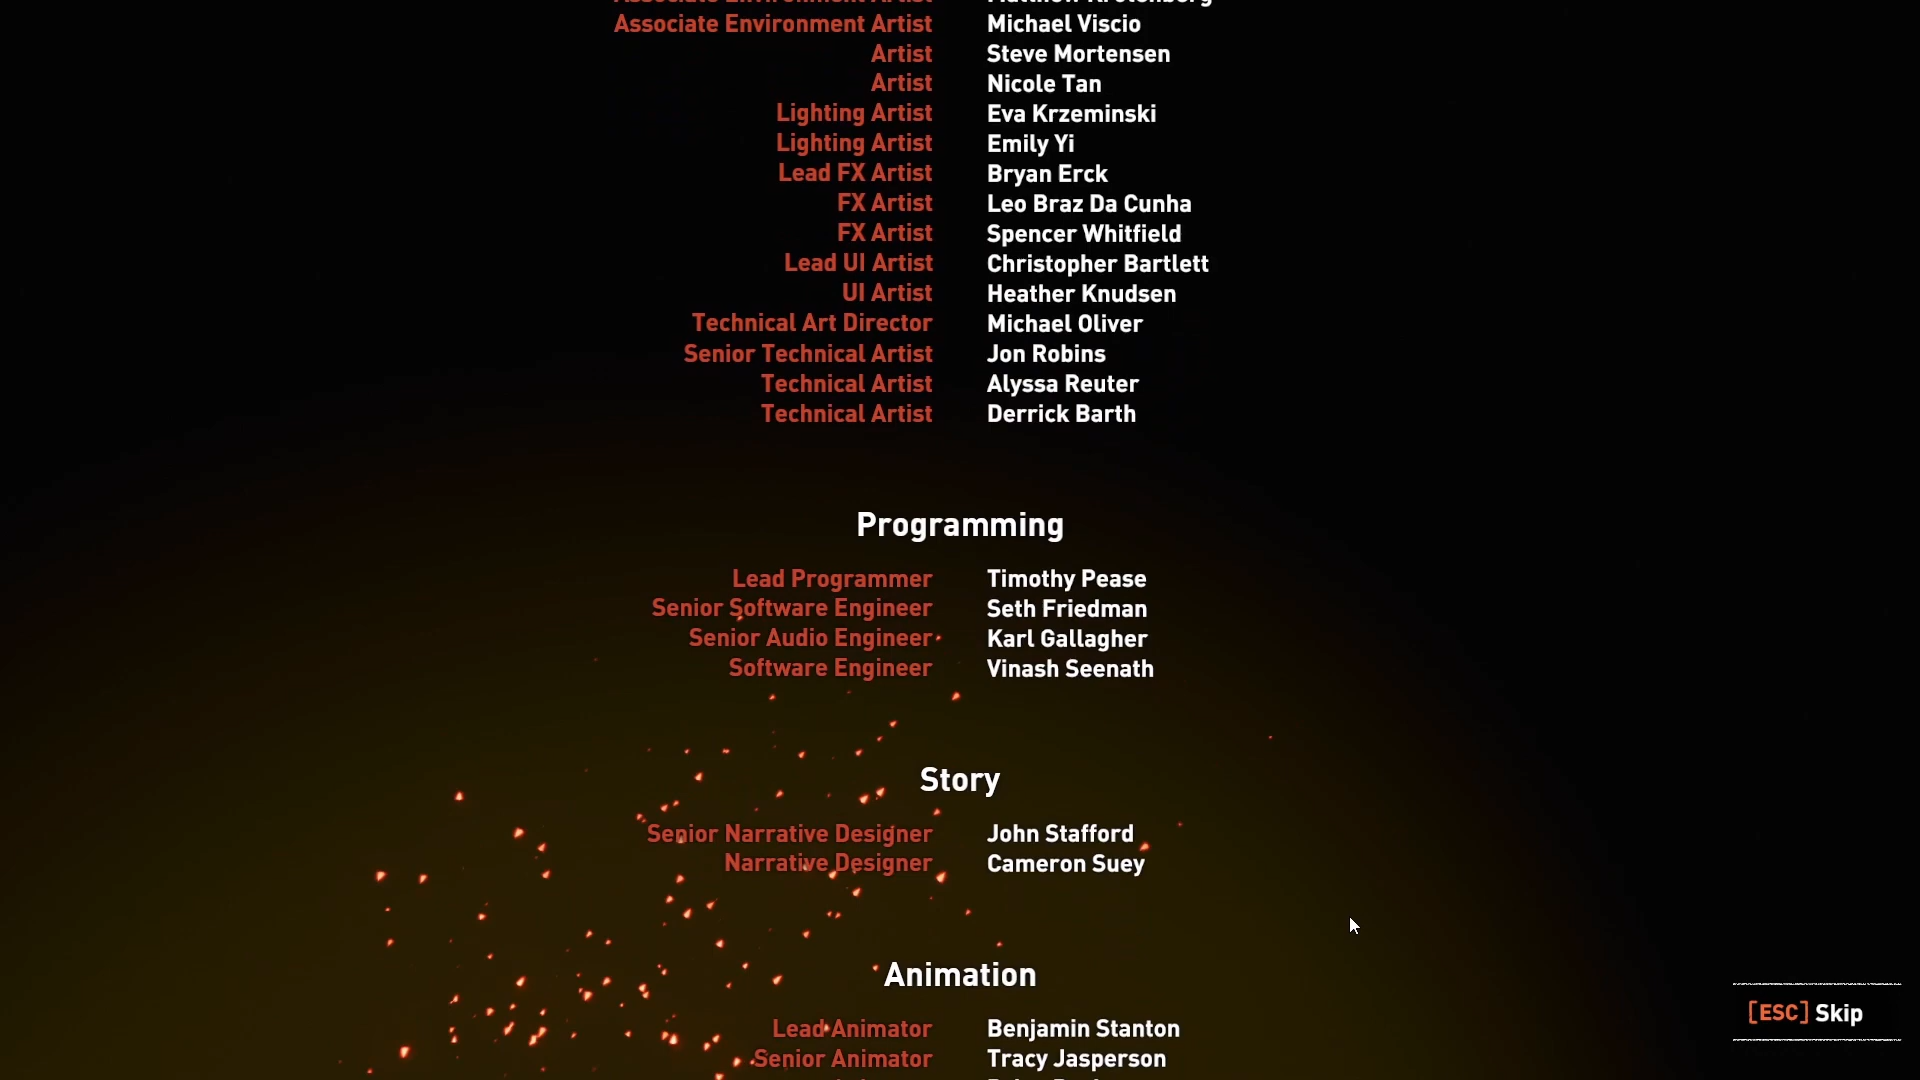 Associate Environment Artist
Associate Environment Artist Michael Viscio
Artist Steve Mortensen
Artist Nicole Tan
Lighting Artist Eva Krzeminski
Lighting Artist Emily Yi
Lead FX Artist Bryan Erck
FX Artist Leo Braz Da Cunha
FX Artist Spencer Whitfield
Lead UI Artist Christopher Bartlett
UI Artist Heather Knudsen
Technical Art Director Michael Oliver
Senior Technical Artist Jon Robins
Technical Artist Alyssa Reuter
Technical Artist Derrick Barth
Programming
Lead Programmer Timothy Pease
Senior Software Engineer Seth Friedman
Senior Audio Engineer Karl Gallagher
Software Engineer Vinash Seenath
Story
Senior Narrative Designer John Stafford
Narrative Designer Cameron Suey
Animation
Lead Animator Benjamin Stanton
Senior Animator Tracy Jasperson
[ESC] Skip